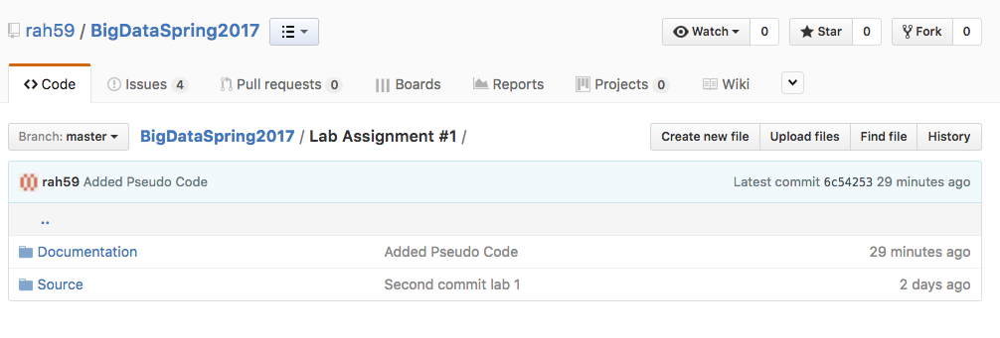 rah59 / BigDataSpring2017 Watch 0 Star 0 Fork 0
Code Issues 4 Pull requests 0 Boards Reports Projects 0 Wiki
Branch: master BigDataSpring2017 / Lab Assignment #1 / Create new file Upload files Find file History
rah59 Added Pseudo Code Latest commit 6c54253 29 minutes ago
..
Documentation Added Pseudo Code 29 minutes ago
Source Second commit lab 1 2 days ago